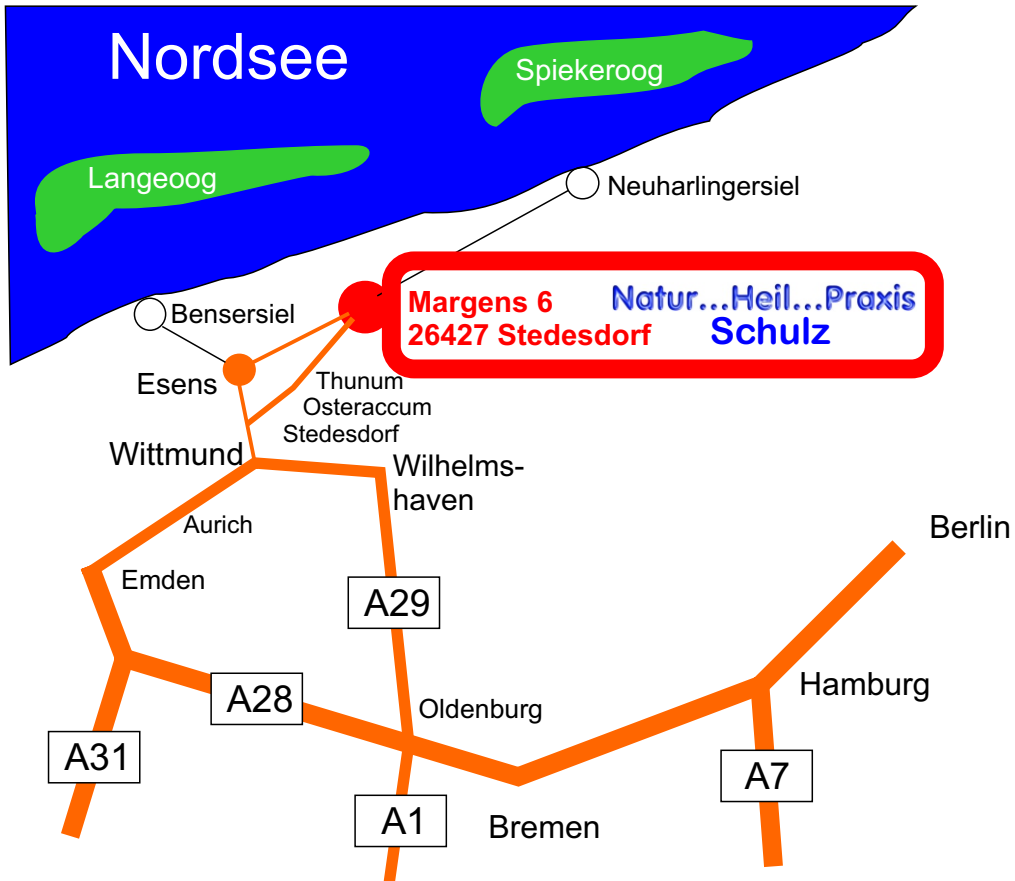 Nordsee
Spiekeroog
Langeoog
Neuharlingersiel
Bensersiel
Margens 6
26427 Stedesdorf
Natur...Heil...Praxis
Schulz
Esens
Thunum
Osteraccum
Stedesdorf
Wittmund
Wilhelms-
haven
Aurich
Berlin
Emden
A29
Hamburg
A28
Oldenburg
A31
A7
A1
Bremen